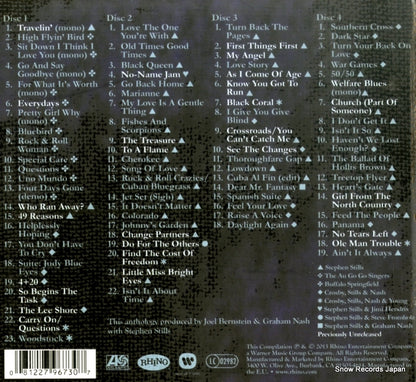 Disc 1
1. Travelin' (mono) ▲
2. High Flyin' Bird ✣
3. Sit Down I Think I
Love You (mono) ✤
4. Go And Say
Goodbye (mono) ✤
5. For What It's Worth
(mono) ✤
6. Everydays ✤
7. Pretty Girl Why
(mono) ✤
8. Bluebird ✤
9. Rock & Roll
Woman ✤
10. Special Care ✤
11. Questions ✤
12. Uno Mundo ✤
13. Four Days Gone
(demo) ▲
14. Who Ran Away? ▲
15. 49 Reasons ▲
16. Helplessly
Hoping ◆
17. You Don't Have
To Cry ◆
18. Suite: Judy Blue
Eyes ◆
19. 4+20 ◆
20. So Begins The
Task ◆
21. The Lee Shore ◆
22. Carry On/
Questions ✷
23. Woodstock ✷
Disc 2
1. Love The One
You're With ▲
2. Old Times Good
Times ▲
3. Black Queen ▲
4. No-Name Jam ♥
5. Go Back Home ▲
6. Marianne ▲
7. My Love Is A Gentle
Thing ▲
8. Fishes And
Scorpions ▲
9. The Treasure ▲
10. To A Flame ▲
11. Cherokee ▲
12. Song Of Love ▲
13. Rock & Roll Crazies/
Cuban Bluegrass ▲
14. Jet Set (Sigh) ▲
15. It Doesn't Matter ▲
16. Colorado ▲
17. Johnny's Garden ▲
18. Change Partners ▲
19. Do For The Others ●
20. Find The Cost Of
Freedom ✷
21. Little Miss Bright
Eyes ▲
22. Isn't It About
Time ▲
Disc 3
1. Turn Back The
Pages ▲
2. First Things First ▲
3. My Angel ▲
4. Love Story ▲
5. As I Come Of Age ▲
6. Know You Got To
Run ▲
7. Black Coral ✷
8. I Give You Give
Blind ◆
9. Crossroads/You
Can't Catch Me ▲
10. See The Changes ◆
11. Thoroughfare Gap ▲
12. Lowdown ▲
13. Cuba Al Fin (edit) ▲
14. Dear Mr. Fantasy ■
15. Spanish Suite ▲
16. Feel Your Love ▲
17. Raise A Voice ◆
18. Daylight Again ◆
Disc 4
1. Southern Cross ◆
2. Dark Star ◆
3. Turn Your Back On
Love ◆
4. War Games ◆
5. 50/50 ▲
6. Welfare Blues
(mono) ▲
7. Church (Part Of
Someone) ▲
8. I Don't Get It ▲
9. Isn't It So ▲
10. Haven't We Lost
Enough? ◆
11. The Ballad Of
Hollis Brown ▲
12. Treetop Flyer ▲
13. Heart's Gate ▲
14. Girl From The
North Country ◆
15. Feed The People ▲
16. Panama ◆
17. No Tears Left ◆
18. Ole Man Trouble ✷
19. Ain't It Always ▲
▲ Stephen Stills
✣ The Au Go Go Singers
✤ Buffalo Springfield
◆ Crosby, Stills & Nash
✷ Crosby, Stills, Nash & Young
♥ Stephen Stills & Jimi Hendrix
● Stephen Stills & Steve Fromholz
■ Stephen Stills & Graham Nash
Previously Unreleased
This anthology produced by Joel Bernstein & Graham Nash
with Stephen Stills
This Compilation Ⓟ & © 2013 Rhino Entertainment Company,
a Warner Music Group Company. All Rights Reserved.
Manufactured & Marketed by Rhino Entertainment Company,
0 81227 96730 7
RHINO
LC 02982
Snow Records Japan